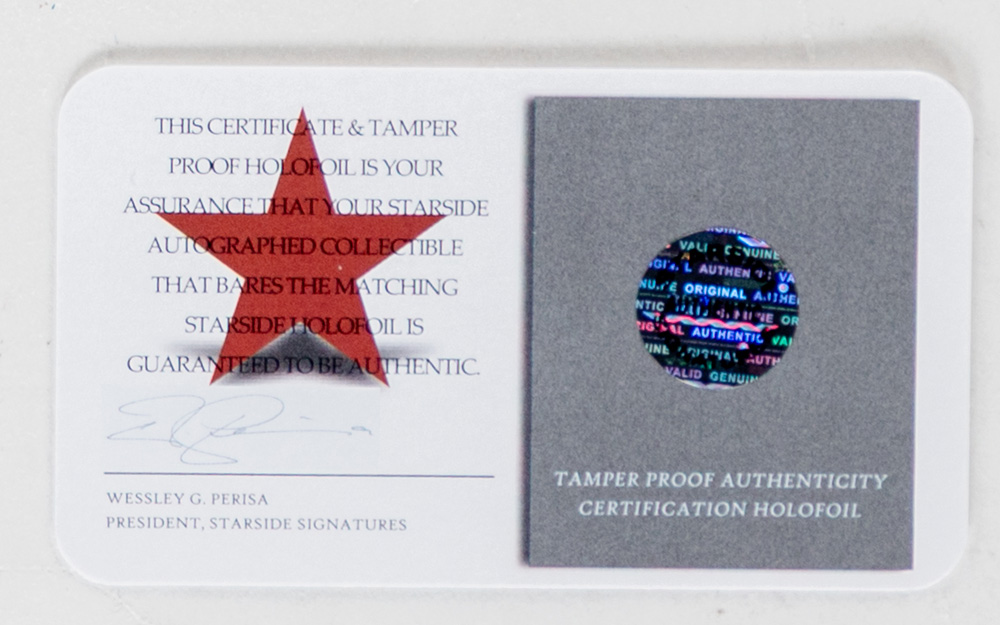 THIS CERTIFICATE & TAMPER
PROOF HOLOFOIL IS YOUR
ASSURANCE THAT YOUR STARSIDE
AUTOGRAPHED COLLECTIBLE
THAT BARES THE MATCHING
STARSIDE HOLOFOIL IS
GUARANTEED TO BE AUTHENTIC.
WESSLEY G. PERISA
PRESIDENT, STARSIDE SIGNATURES
ORIGINAL
AUTHENTIC
VALID GENUIN
TAMPER PROOF AUTHENTICITY
CERTIFICATION HOLOFOIL